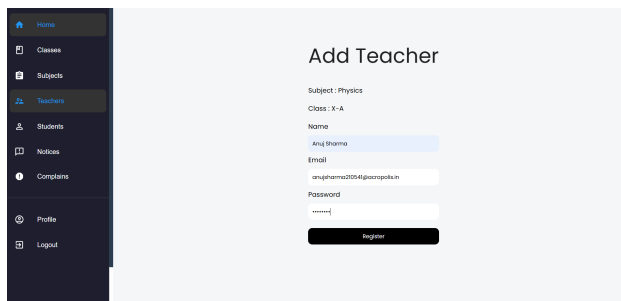 Home
Classes
Subjects
Teachers
Students
Notices
Complains
Profile
Logout
Add Teacher
Subject : Physics
Class : X-A
Name
Anuj Sharma
Email
anujsharma210541@acropolis.in
Password
••••••••
Register